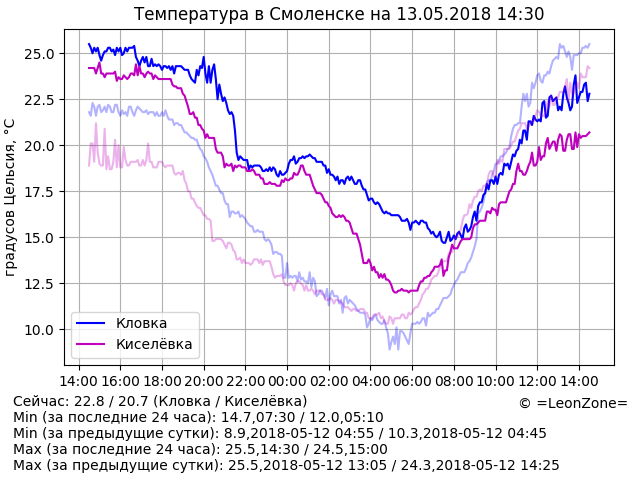 Температура в Смоленске на 13.05.2018 14:30
градусов Цельсия, °C
25.0
22.5
20.0
17.5
15.0
12.5
10.0
Кловка
Киселёвка
14:00 16:00 18:00 20:00 22:00 00:00 02:00 04:00 06:00 08:00 10:00 12:00 14:00
Сейчас: 22.8 / 20.7 (Кловка / Киселёвка)
© =LeonZone=
Min (за последние 24 часа): 14.7,07:30 / 12.0,05:10
Min (за предыдущие сутки): 8.9,2018-05-12 04:55 / 10.3,2018-05-12 04:45
Max (за последние 24 часа): 25.5,14:30 / 24.5,15:00
Max (за предыдущие сутки): 25.5,2018-05-12 13:05 / 24.3,2018-05-12 14:25